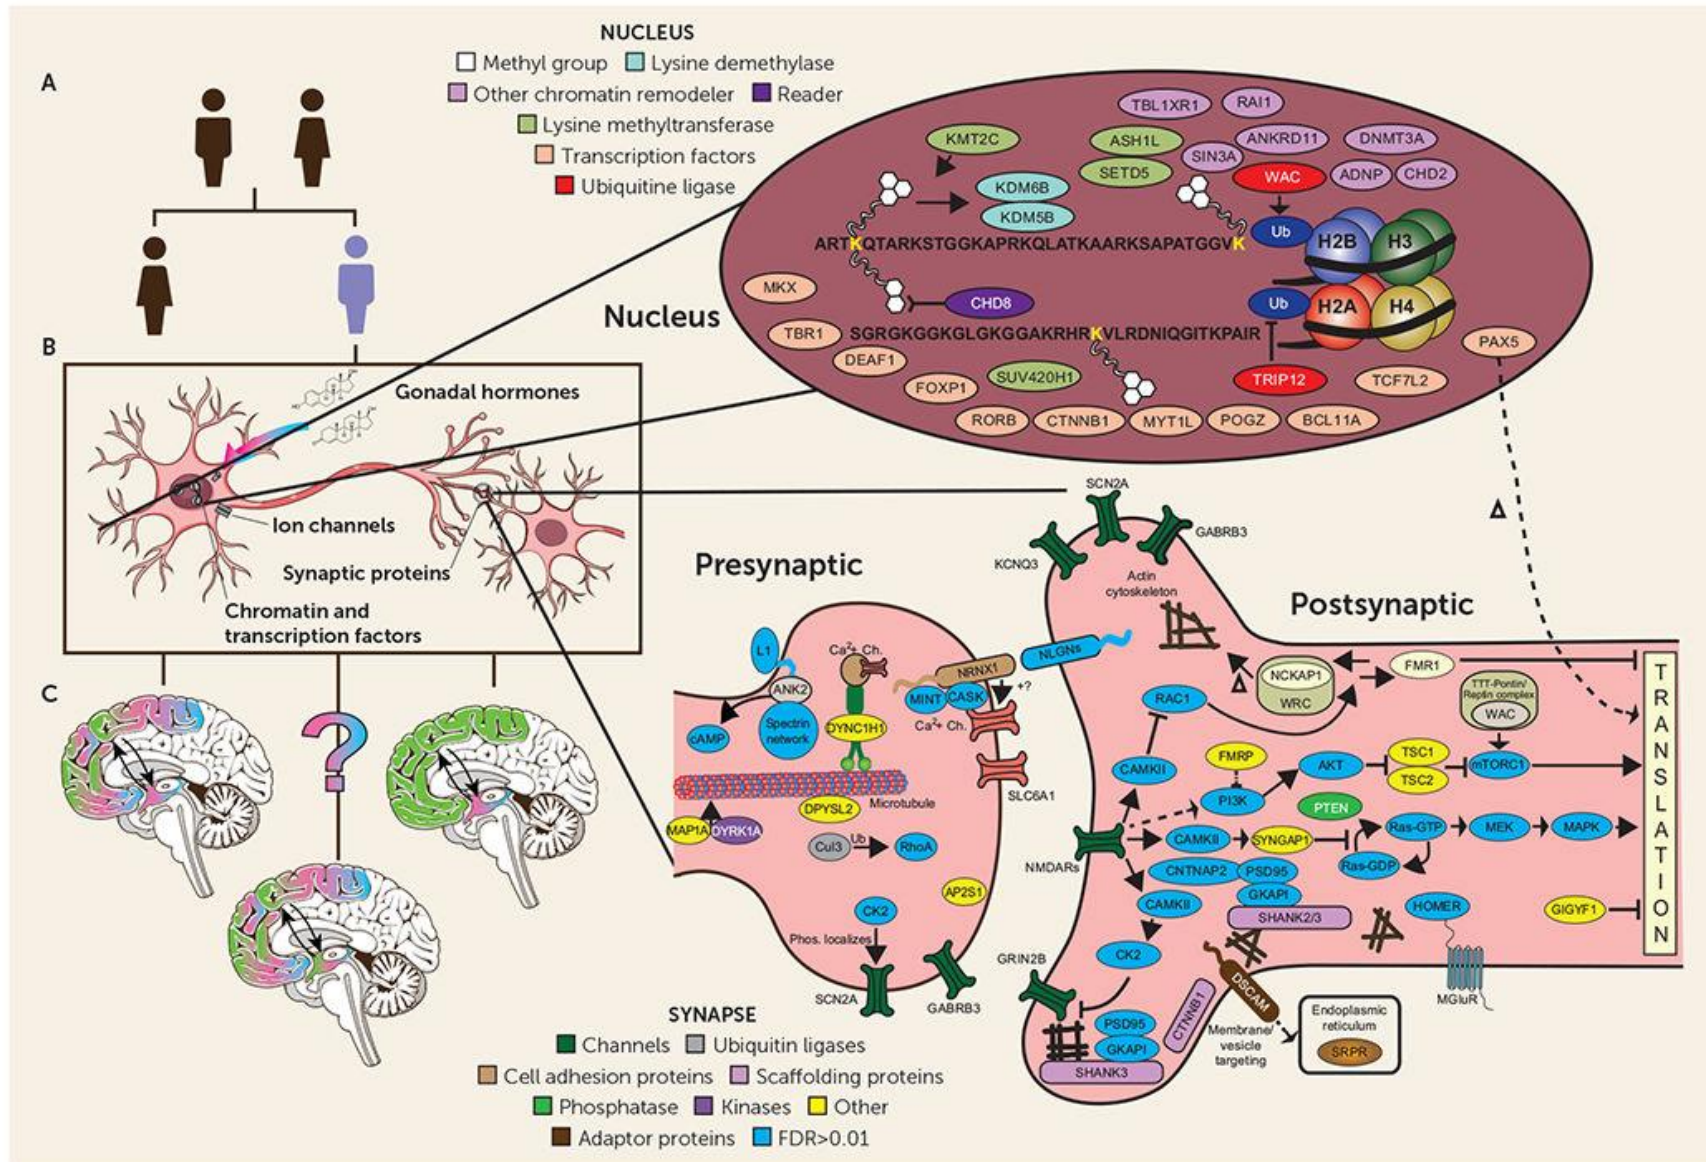 A
NUCLEUS
Methyl group Lysine demethylase
Other chromatin remodeler Reader
Lysine methyltransferase
Transcription factors
Ubiquitine ligase
Nucleus
TBL1XR1 RAI1
KMT2C ASH1L ANKRD11 DNMT3A
SIN3A
SETD5 WAC ADNP CHD2
KDM6B
KDM5B
Ub
ARTKQTARKSTGGKAPRKQLATKAARKSAPATGGVK
H2B H3
MKX
CHD8
Ub
H2A H4
TBR1
SGRGKGGKGLGKGGAKRHRKVLRDNIQGITKPAIR
PAX5
DEAF1
FOXP1
SUV420H1
TRIP12
TCF7L2
RORB CTNNB1 MYT1L POGZ BCL11A
Δ
B
Gonadal hormones
Ion channels
Synaptic proteins
Chromatin and
transcription factors
C
?
Presynaptic
L1
Ca2+ Ch.
ANK2
NRNX1
MINT CASK
+?
Ca2+ Ch.
cAMP
Spectrin
network
DYNC1H1
SLC6A1
DPYSL2
Microtubule
MAP1A DYRK1A
Cul3
Ub
RhoA
AP2S1
CK2
Phos. localizes
SCN2A
GABRB3
Postsynaptic
SCN2A
KCNQ3
GABRB3
Actin
cytoskeleton
NLGNs
NCKAP1
WRC
Δ
FMR1
RAC1
TTT-Pontin/
Reptin complex
WAC
CAMKII
FMRP
PI3K
AKT
TSC1
TSC2
mTORC1
PTEN
NMDARs
CAMKII
SYNGAP1
Ras-GTP
MEK
MAPK
Ras-GDP
CNTNAP2
PSD95
GKAPI
SHANK2/3
CAMKII
HOMER
GIGYF1
CK2
GRIN2B
MGluR
PSD95
GKAPI
SHANK3
CTNNB1
DSCAM
Membrane/
vesicle
targeting
Endoplasmic
reticulum
SRPR
TRANSLATION
SYNAPSE
Channels Ubiquitin ligases
Cell adhesion proteins Scaffolding proteins
Phosphatase Kinases Other
Adaptor proteins FDR>0.01